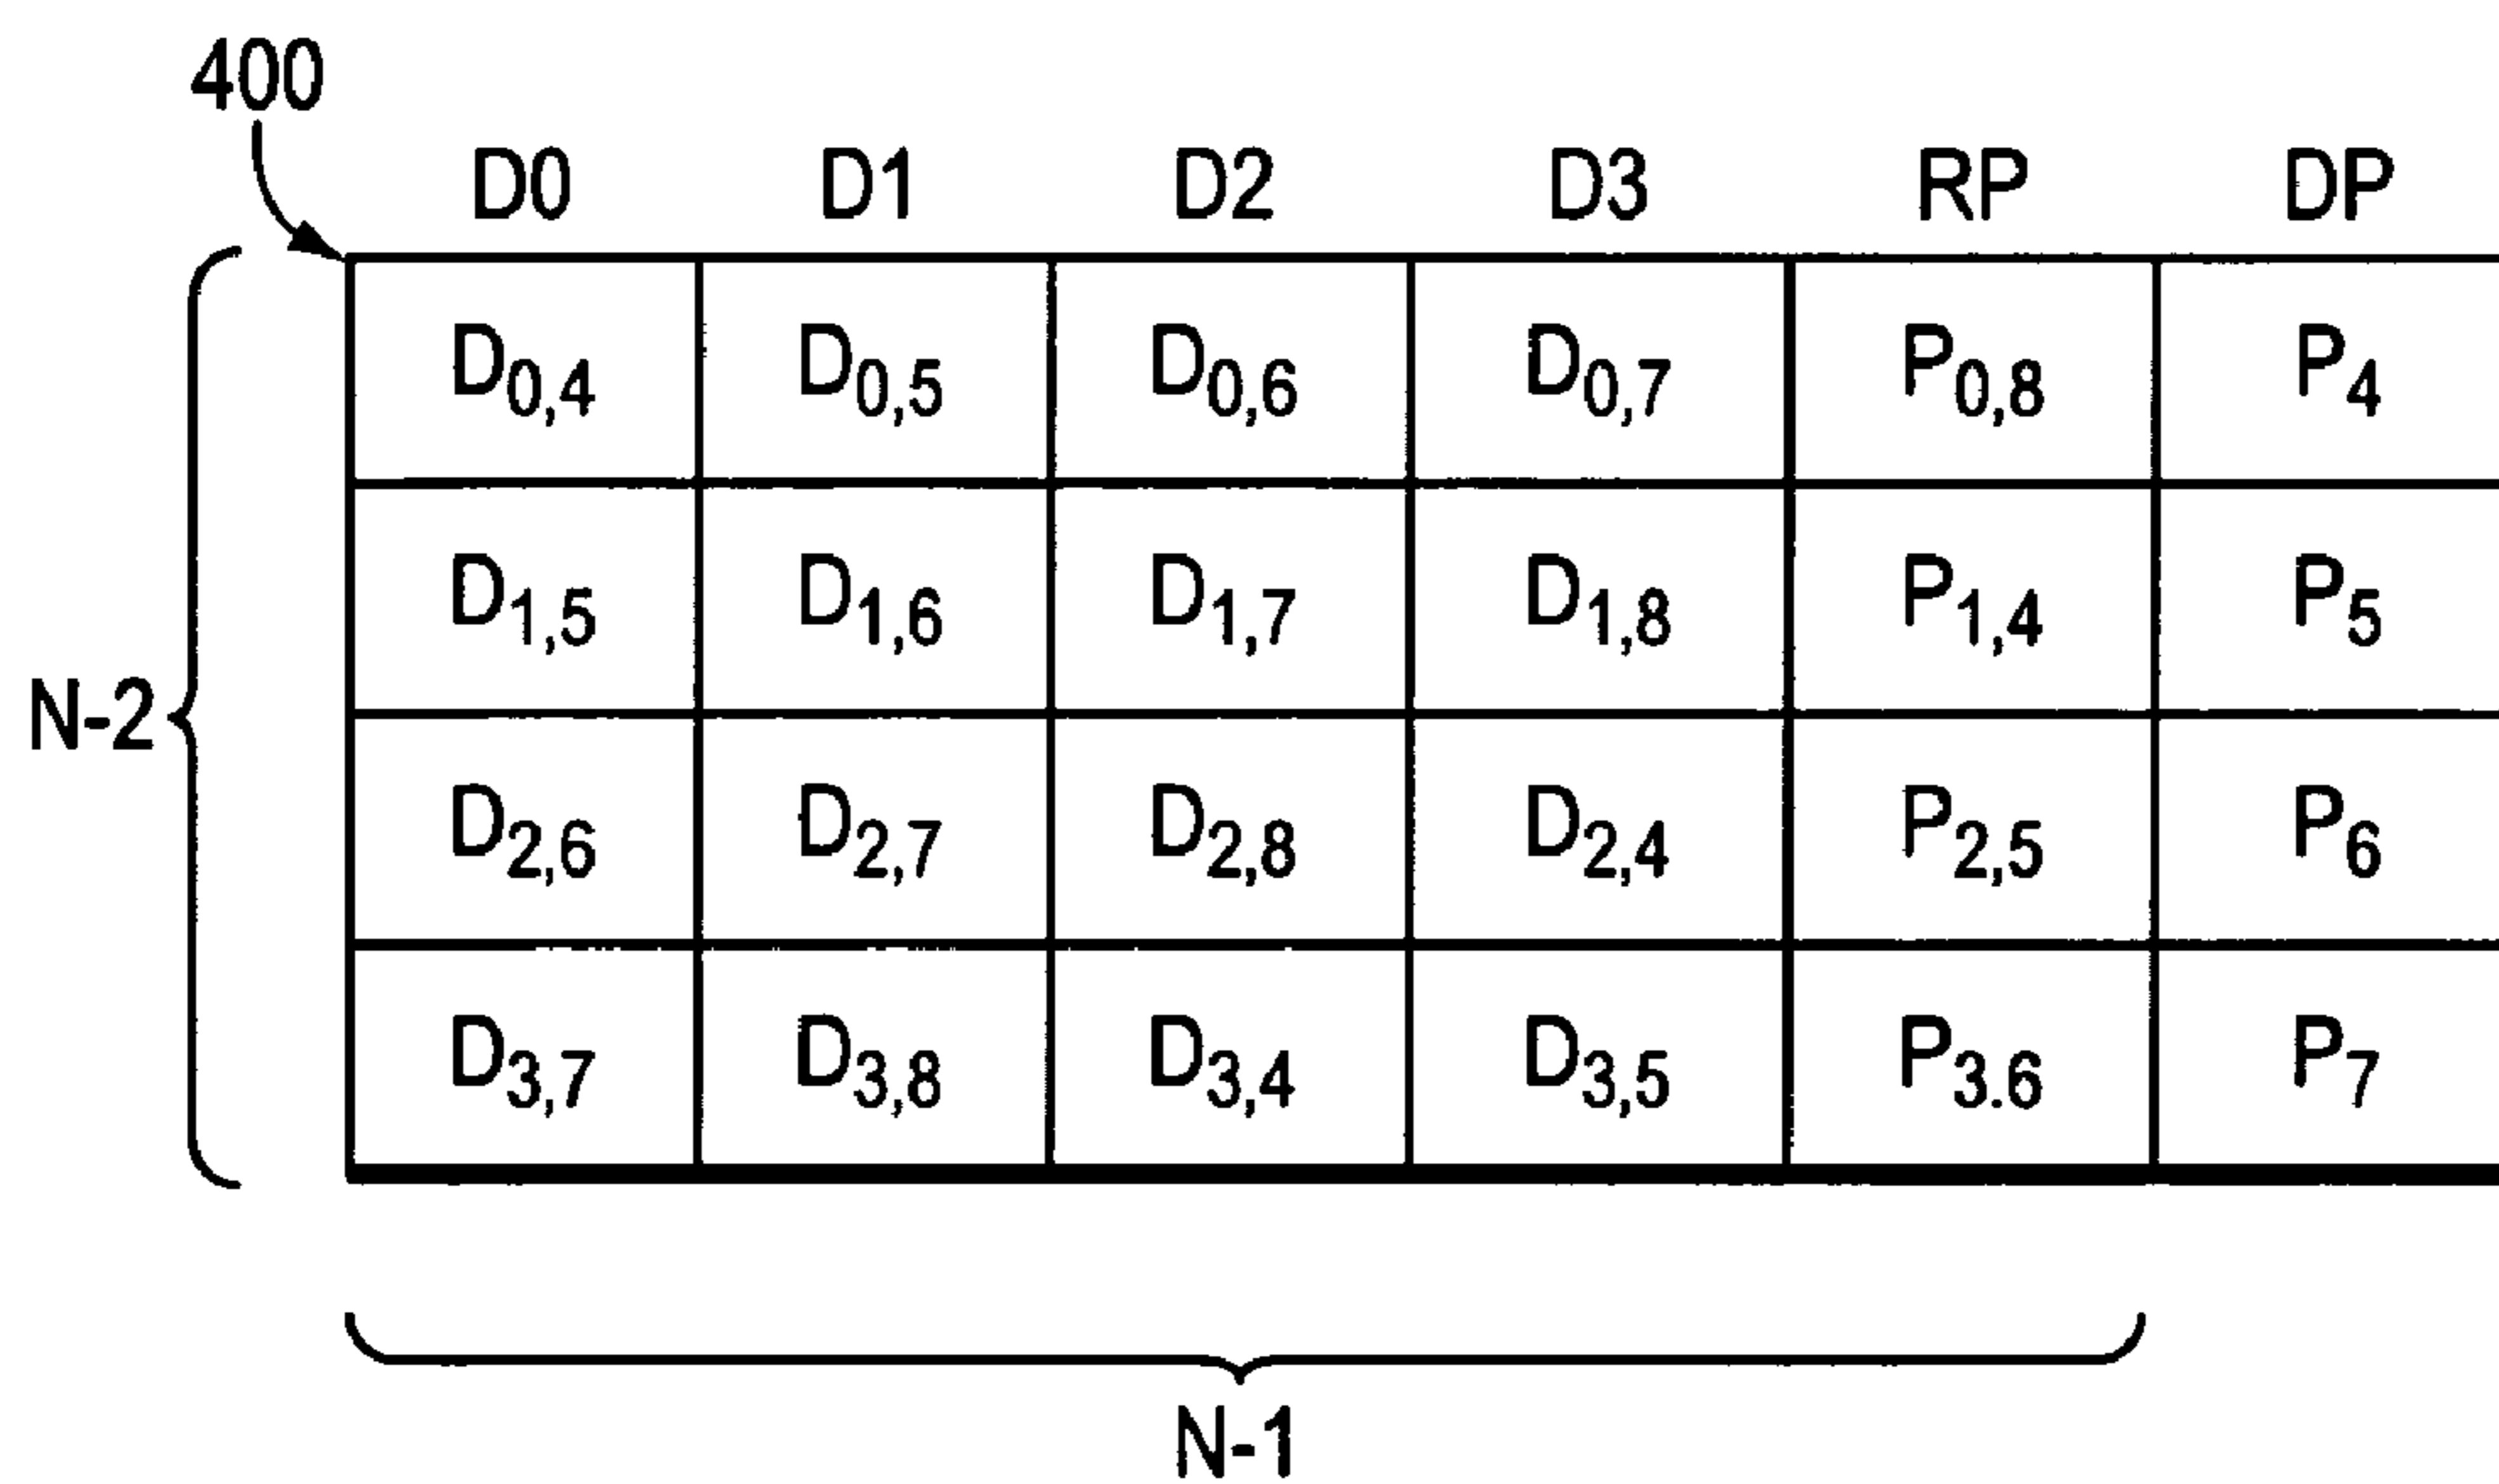 400
D0 D1 D2 D3 RP DP
D0,4 D0,5 D0,6 D0,7 P0,8 P4
D1,5 D1,6 D1,7 D1,8 P1,4 P5
N-2
D2,6 D2,7 D2,8 D2,4 P2,5 P6
D3,7 D3,8 D3,4 D3,5 P3.6 P7
N-1